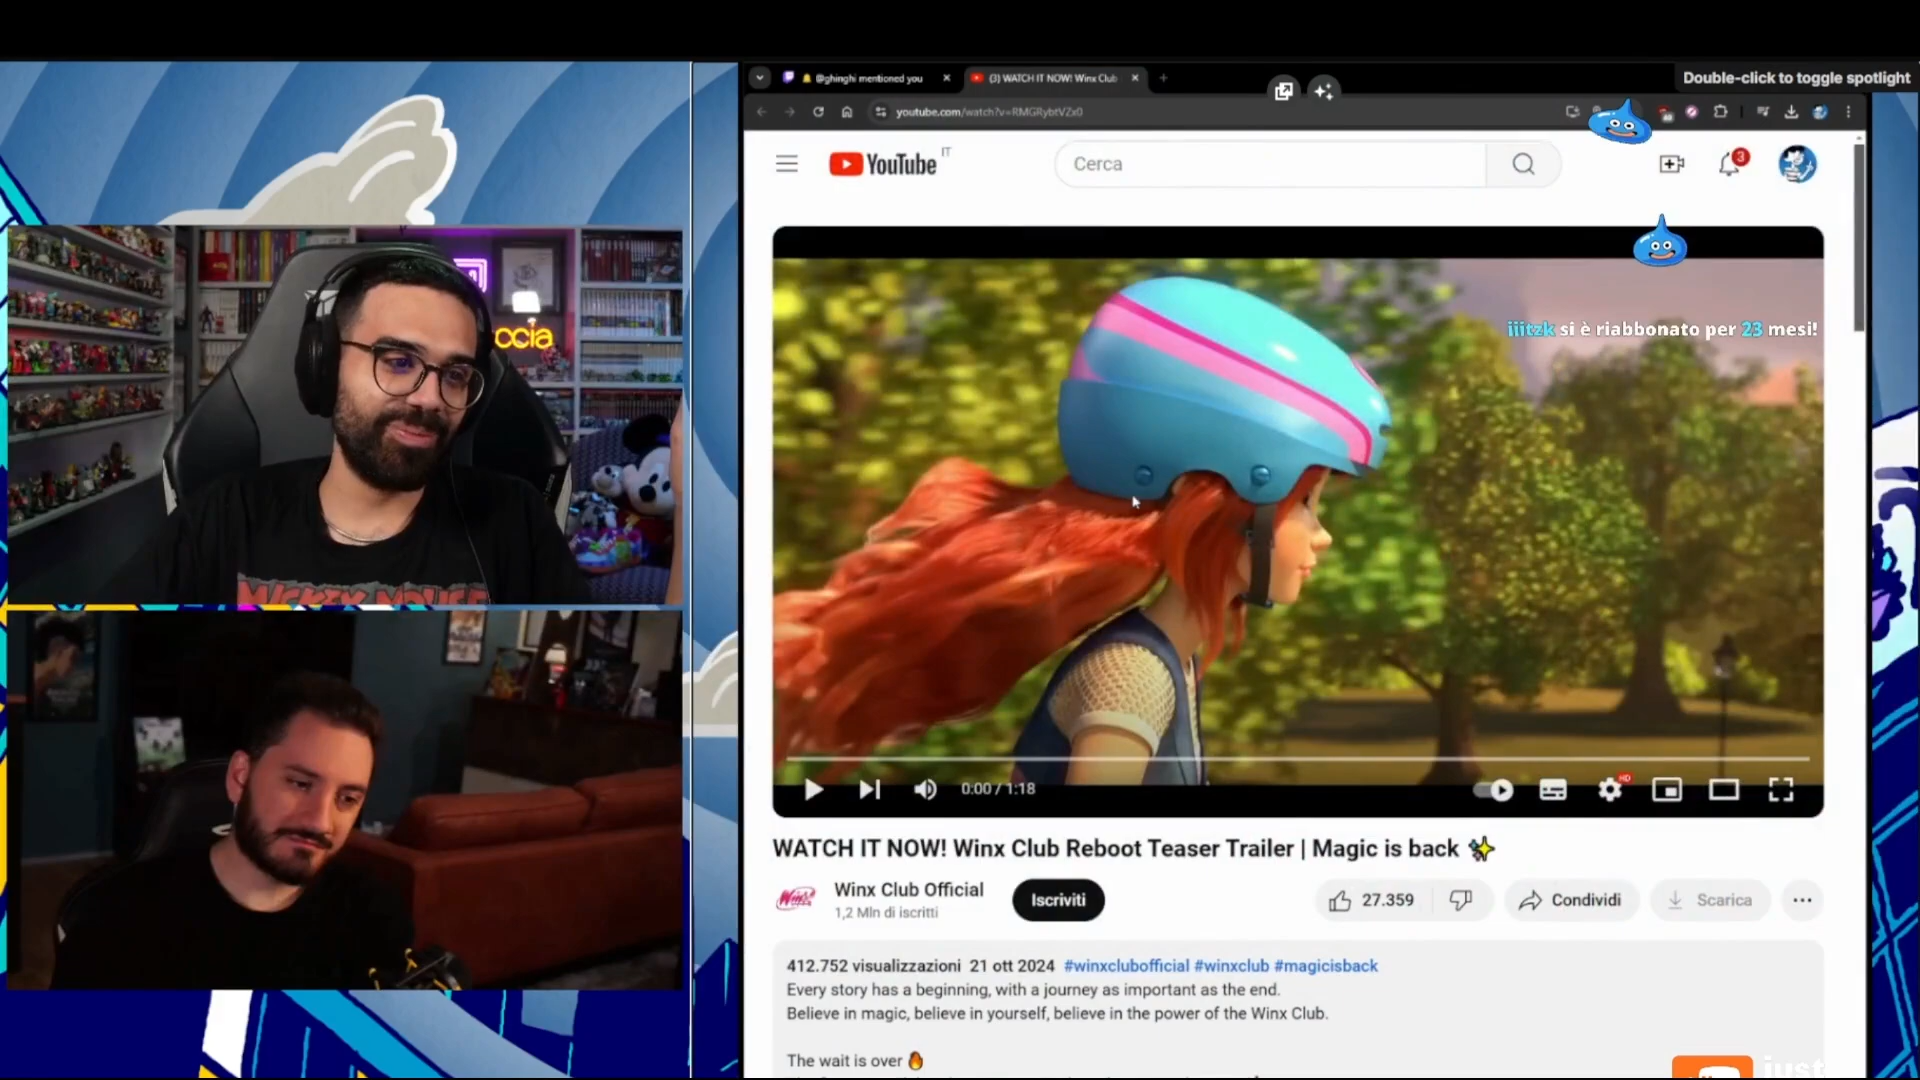 @ghinghi mentioned you
(3) WATCH IT NOW! Winx Club
Double-click to toggle spotlight
youtube.com/watch?v=RMGRybtVZx0
YouTube IT
Cerca
3
iiitzk si è riabbonato per 23 mesi!
ccia
MICKEY MOUSE
0:00 / 1:18
HD
WATCH IT NOW! Winx Club Reboot Teaser Trailer | Magic is back
Winx
Winx Club Official
1,2 Mln di iscritti
Iscriviti
27.359
Condividi
Scarica
412.752 visualizzazioni 21 ott 2024 #winxclubofficial #winxclub #magicisback
Every story has a beginning, with a journey as important as the end.
Believe in magic, believe in yourself, believe in the power of the Winx Club.
The wait is over
just